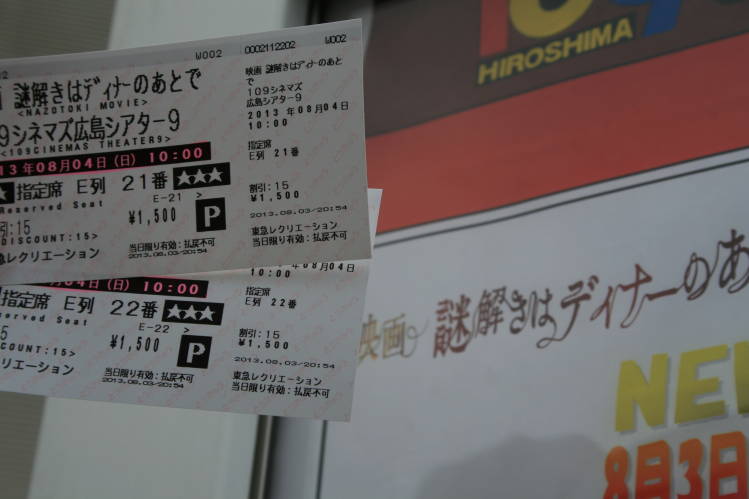 W002
0002112202
W002
映画 謎解きはディナーのあとで
<NAZOTOKI MOVIE>
9シネマズ広島シアター9
<109CINEMAS THEATER9>
13年08月04日(日) 10:00
指定席 E列 21番 ★★★
Reserved Seat
E-21 >
引:15
¥1,500
P
DISCOUNT:15>
2013.08.03/20:54
急レクリエーション
当日限り有効:払戻不可
映画 謎解きはディナーのあと
で
109シネマズ
広島シアター9
2013年08月04日
10:00
指定席
E列 21番
割引:15
¥1,500
2013.08.03/20:54
東急レクリエーション
当日限り有効:払戻不可
04日(日) 10:00
指定席 E列 22番 ★★★
Reserved Seat
E-22 >
5
¥1,500
P
COUNT:15>
2013.08.03/20:54
リエーション
当日限り有効:払戻不可
年08月04日
10:00
指定席
E列 22番
割引:15
¥1,500
2013.08.03/20:54
東急レクリエーション
当日限り有効:払戻不可
109
HIROSHIMA
映画 謎解きはディナーのあ
NE
8月3